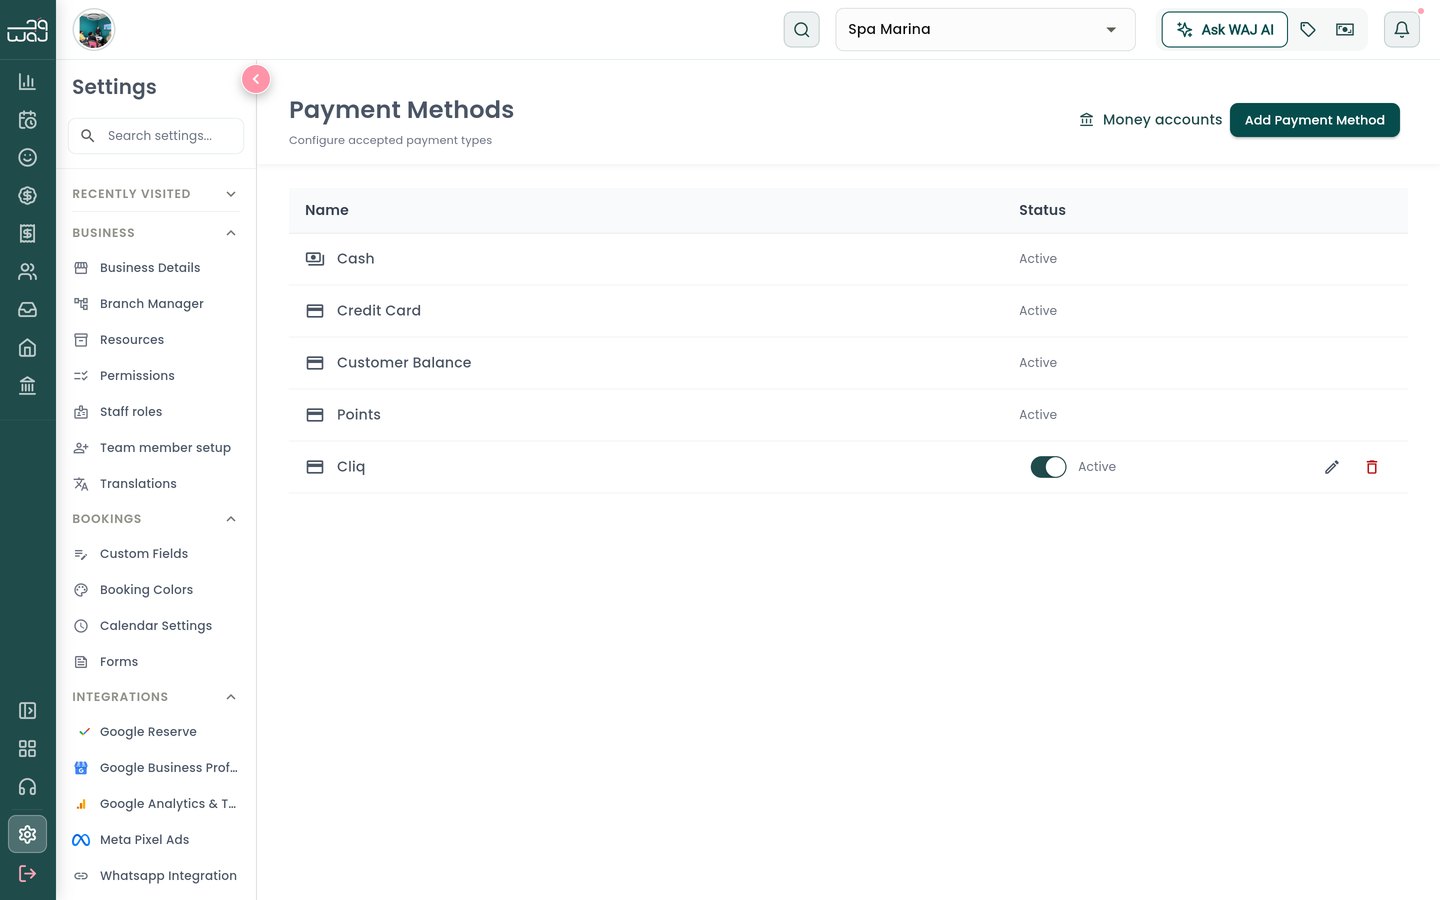 waj
Spa Marina
Ask WAJ AI
Settings
Search settings...
RECENTLY VISITED
BUSINESS
Business Details
Branch Manager
Resources
Permissions
Staff roles
Team member setup
Translations
BOOKINGS
Custom Fields
Booking Colors
Calendar Settings
Forms
INTEGRATIONS
Google Reserve
Google Business Prof...
Google Analytics & T...
Meta Pixel Ads
Whatsapp Integration
Payment Methods
Configure accepted payment types
Money accounts
Add Payment Method
Name Status
Cash Active
Credit Card Active
Customer Balance Active
Points Active
Cliq Active